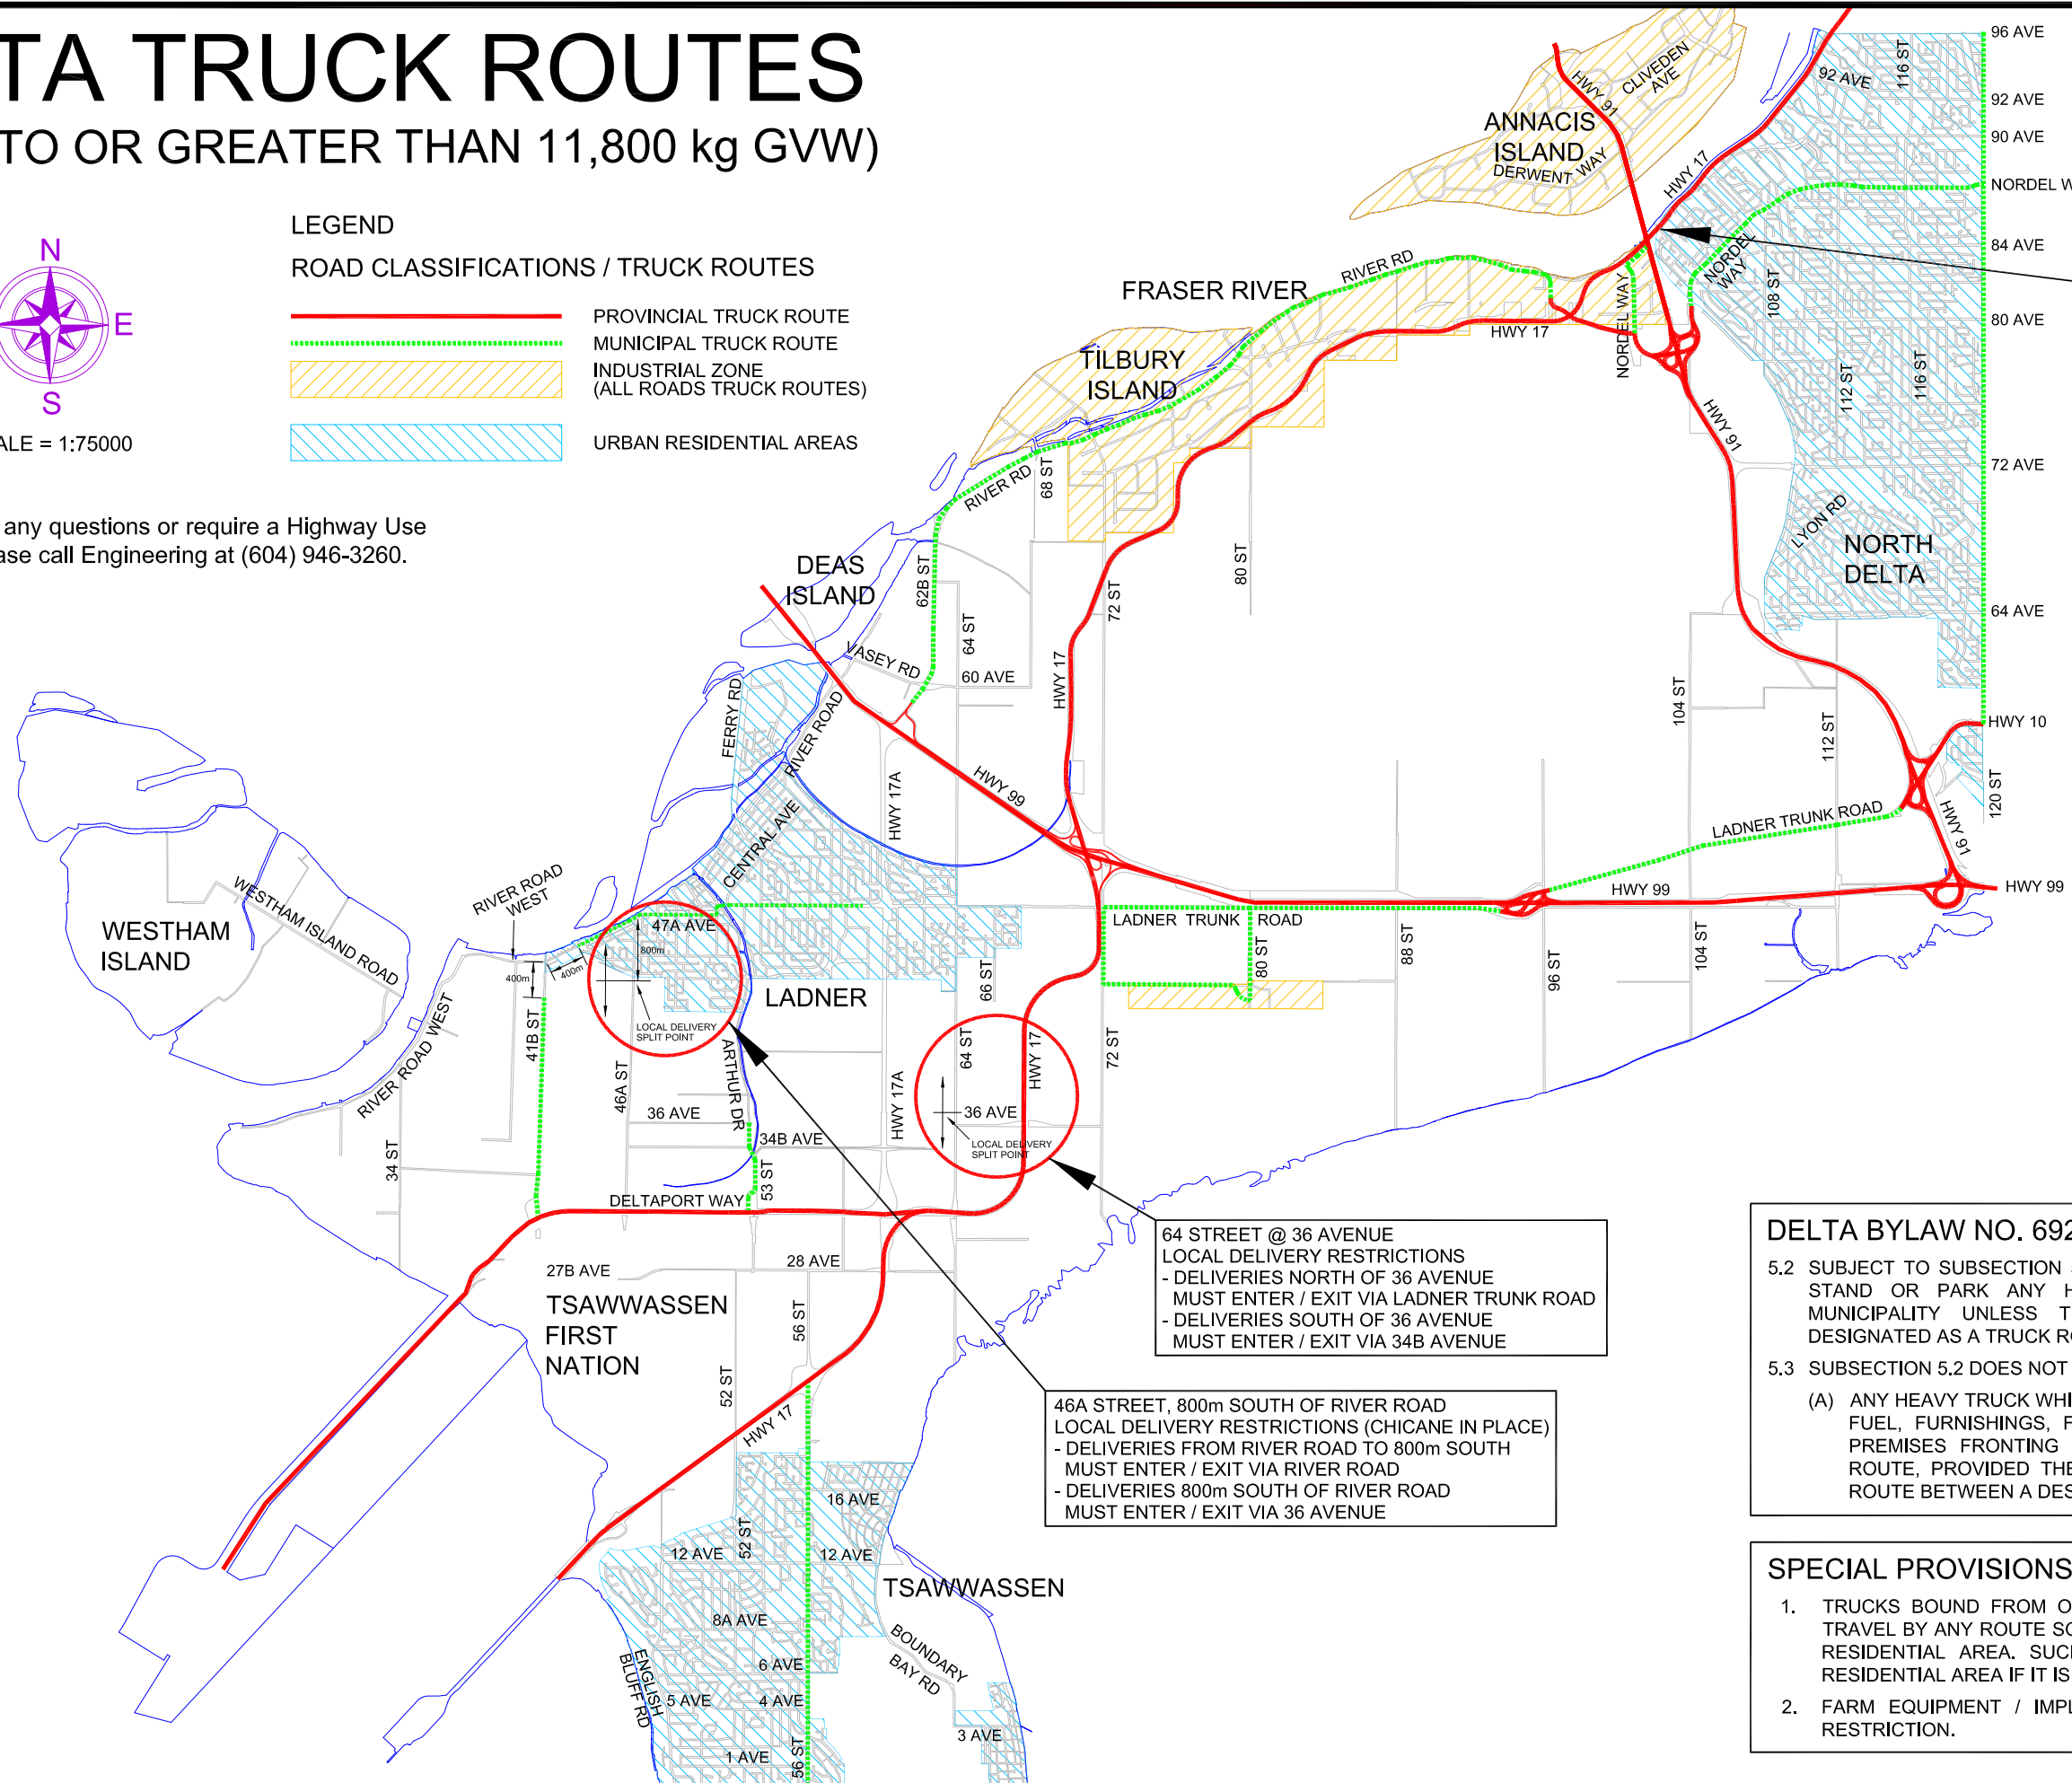 TA TRUCK ROUTES
TO OR GREATER THAN 11,800 kg GVW)
N
E
S
ALE = 1:75000
LEGEND
ROAD CLASSIFICATIONS / TRUCK ROUTES
PROVINCIAL TRUCK ROUTE
MUNICIPAL TRUCK ROUTE
INDUSTRIAL ZONE
(ALL ROADS TRUCK ROUTES)
URBAN RESIDENTIAL AREAS
any questions or require a Highway Use
ase call Engineering at (604) 946-3260.
HWY 91
CLIVEDEN
AVE
ANNACIS
ISLAND
DERWENT WAY
HWY 17
92 AVE
116 ST
96 AVE
92 AVE
90 AVE
NORDEL W
84 AVE
80 AVE
72 AVE
64 AVE
HWY 10
120 ST
HWY 99
FRASER RIVER
RIVER RD
NORDEL
WAY
108 ST
NORDEL WAY
HWY 17
TILBURY
ISLAND
112 ST
116 ST
HWY 91
RIVER RD
68 ST
LYON RD
NORTH
DELTA
DEAS
ISLAND
62B ST
64 ST
80 ST
72 ST
VASEY RD
60 AVE
HWY 17
104 ST
112 ST
FERRY RD
RIVER ROAD
HWY 17A
HWY 99
CENTRAL AVE
LADNER TRUNK ROAD
HWY 91
HWY 99
RIVER ROAD
WEST
WESTHAM ISLAND ROAD
WESTHAM
ISLAND
47A AVE
800m
400m
400m
LADNER TRUNK ROAD
80 ST
88 ST
96 ST
104 ST
66 ST
LADNER
LOCAL DELIVERY
SPLIT POINT
41B ST
RIVER ROAD WEST
46A ST
ARTHUR DR
HWY 17A
64 ST
HWY 17
72 ST
36 AVE
36 AVE
34B AVE
LOCAL DELIVERY
SPLIT POINT
34 ST
53 ST
DELTAPORT WAY
27B AVE
28 AVE
TSAWWASSEN
FIRST
NATION
56 ST
52 ST
HWY 17
16 AVE
52 ST
12 AVE
12 AVE
TSAWWASSEN
8A AVE
BOUNDARY
BAY RD
ENGLISH
BLUFF RD
6 AVE
5 AVE
4 AVE
3 AVE
1 AVE
56 ST
64 STREET @ 36 AVENUE
LOCAL DELIVERY RESTRICTIONS
- DELIVERIES NORTH OF 36 AVENUE
MUST ENTER / EXIT VIA LADNER TRUNK ROAD
- DELIVERIES SOUTH OF 36 AVENUE
MUST ENTER / EXIT VIA 34B AVENUE
46A STREET, 800m SOUTH OF RIVER ROAD
LOCAL DELIVERY RESTRICTIONS (CHICANE IN PLACE)
- DELIVERIES FROM RIVER ROAD TO 800m SOUTH
MUST ENTER / EXIT VIA RIVER ROAD
- DELIVERIES 800m SOUTH OF RIVER ROAD
MUST ENTER / EXIT VIA 36 AVENUE
DELTA BYLAW NO. 692
5.2 SUBJECT TO SUBSECTION
STAND OR PARK ANY H
MUNICIPALITY UNLESS T
DESIGNATED AS A TRUCK R
5.3 SUBSECTION 5.2 DOES NOT
(A) ANY HEAVY TRUCK WHI
FUEL, FURNISHINGS, F
PREMISES FRONTING
ROUTE, PROVIDED THE
ROUTE BETWEEN A DES
SPECIAL PROVISIONS
1. TRUCKS BOUND FROM O
TRAVEL BY ANY ROUTE SO
RESIDENTIAL AREA. SUCH
RESIDENTIAL AREA IF IT IS
2. FARM EQUIPMENT / IMPL
RESTRICTION.